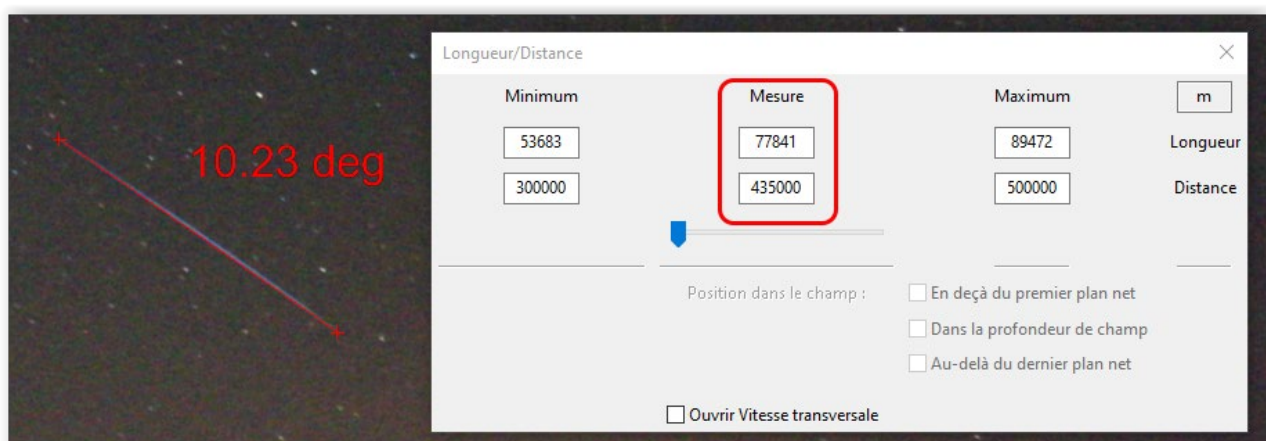 10.23 deg
Longueur/Distance
Minimum Mesure Maximum m
53683 77841 89472 Longueur
300000 435000 500000 Distance
Position dans le champ : En deçà du premier plan net
Dans la profondeur de champ
Au-delà du dernier plan net
Ouvrir Vitesse transversale